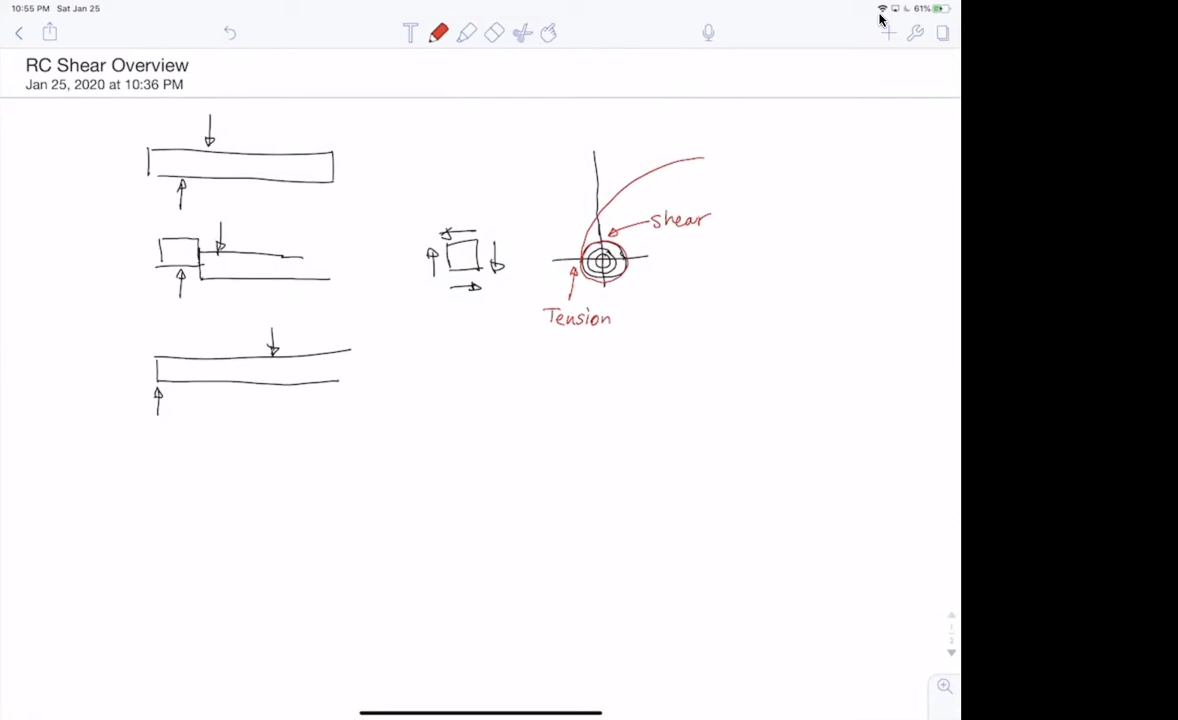 10:55 PM Sat Jan 25
61%
RC Shear Overview
Jan 25, 2020 at 10:36 PM
shear
Tension